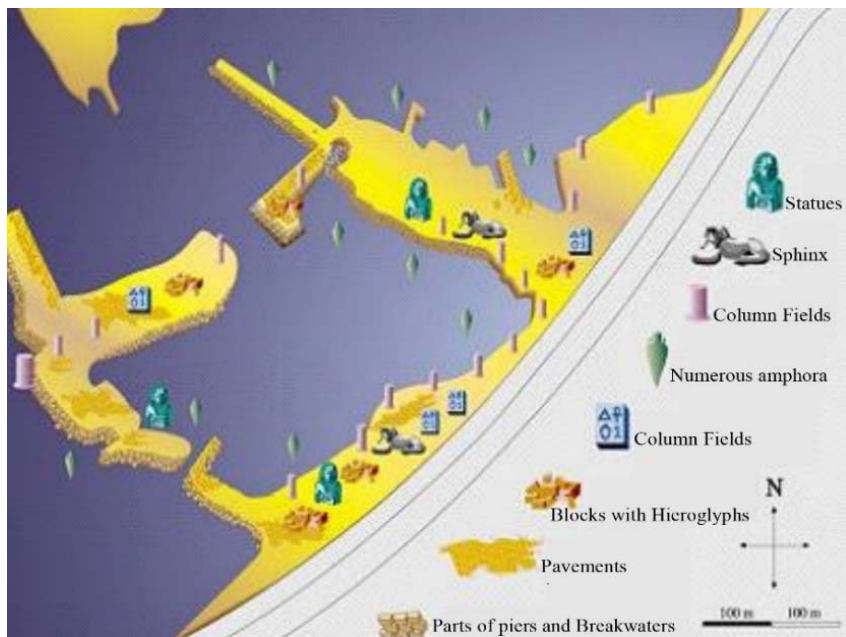 Statues
Sphinx
Column Fields
Numerous amphora
Column Fields
Blocks with Hieroglyphs
N
Pavements
100 m 100 m
Parts of piers and Breakwaters